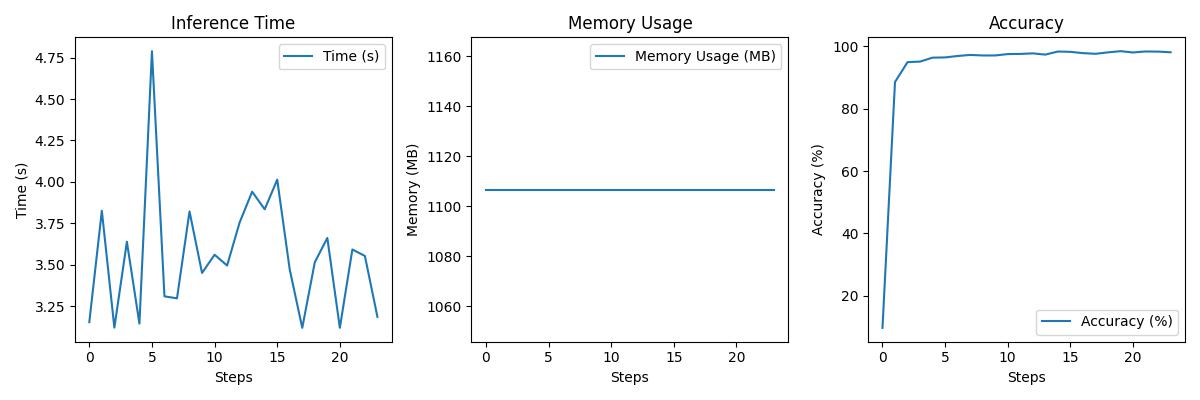 Inference Time
Time (s)
4.75
4.50
4.25
4.00
3.75
3.50
3.25
Time (s)
0 5 10 15 20
Steps
Memory Usage
Memory Usage (MB)
1160
1140
1120
1100
1080
1060
Memory (MB)
0 5 10 15 20
Steps
Accuracy
100
80
60
40
20
Accuracy (%)
Accuracy (%)
0 5 10 15 20
Steps